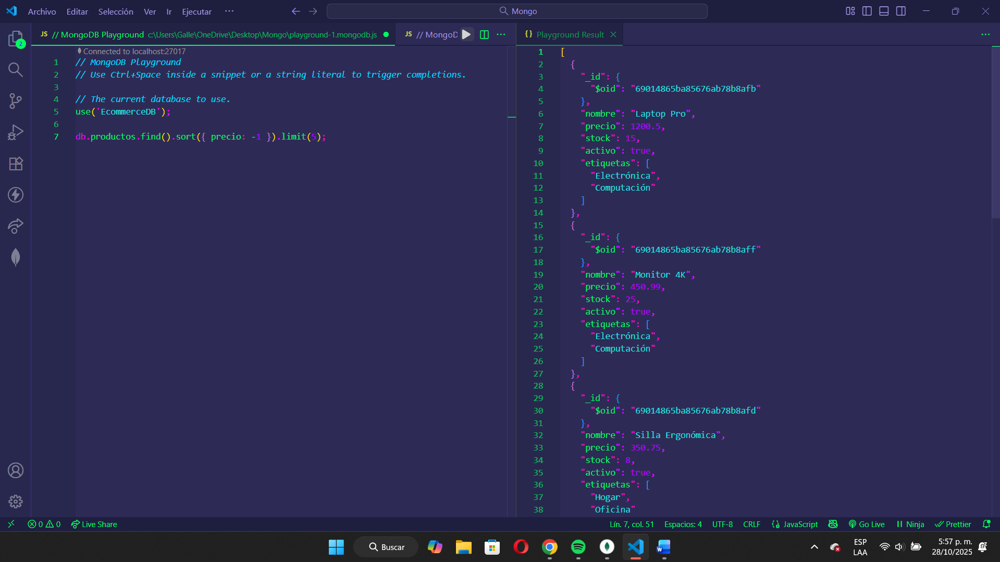 Archivo Editar Selección Ver Ir Ejecutar ··· Mongo
2
JS // MongoDB Playground c:\Users\Galle\OneDrive\Desktop\Mongo\playground-1.mongodb.js
JS // MongoD
Connected to localhost:27017
1 // MongoDB Playground
2 // Use Ctrl+Space inside a snippet or a string literal to trigger completions.
3
4 // The current database to use.
5 use('EcommerceDB');
6
7 db.productos.find().sort({ precio: -1 }).limit(5);
{} Playground Result
1 [
2 {
3 "_id": {
4 "$oid": "69014865ba85676ab78b8afb"
5 },
6 "nombre": "Laptop Pro",
7 "precio": 1200.5,
8 "stock": 15,
9 "activo": true,
10 "etiquetas": [
11 "Electrónica",
12 "Computación"
13 ]
14 },
15 {
16 "_id": {
17 "$oid": "69014865ba85676ab78b8aff"
18 },
19 "nombre": "Monitor 4K",
20 "precio": 450.99,
21 "stock": 25,
22 "activo": true,
23 "etiquetas": [
24 "Electrónica",
25 "Computación"
26 ]
27 },
28 {
29 "_id": {
30 "$oid": "69014865ba85676ab78b8afd"
31 },
32 "nombre": "Silla Ergonómica",
33 "precio": 350.75,
34 "stock": 8,
35 "activo": true,
36 "etiquetas": [
37 "Hogar",
38 "Oficina"
0 0 Live Share Lín. 7, col. 51 Espacios: 4 UTF-8 CRLF {} JavaScript Go Live Ninja Prettier
Buscar
ESP
LAA
5:57 p. m.
28/10/2025